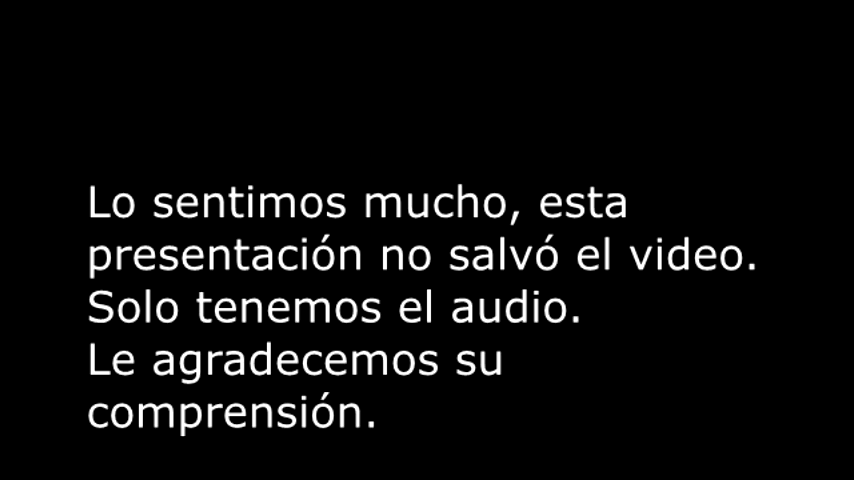 Lo sentimos mucho, esta
presentación no salvó el video.
Solo tenemos el audio.
Le agradecemos su
comprensión.